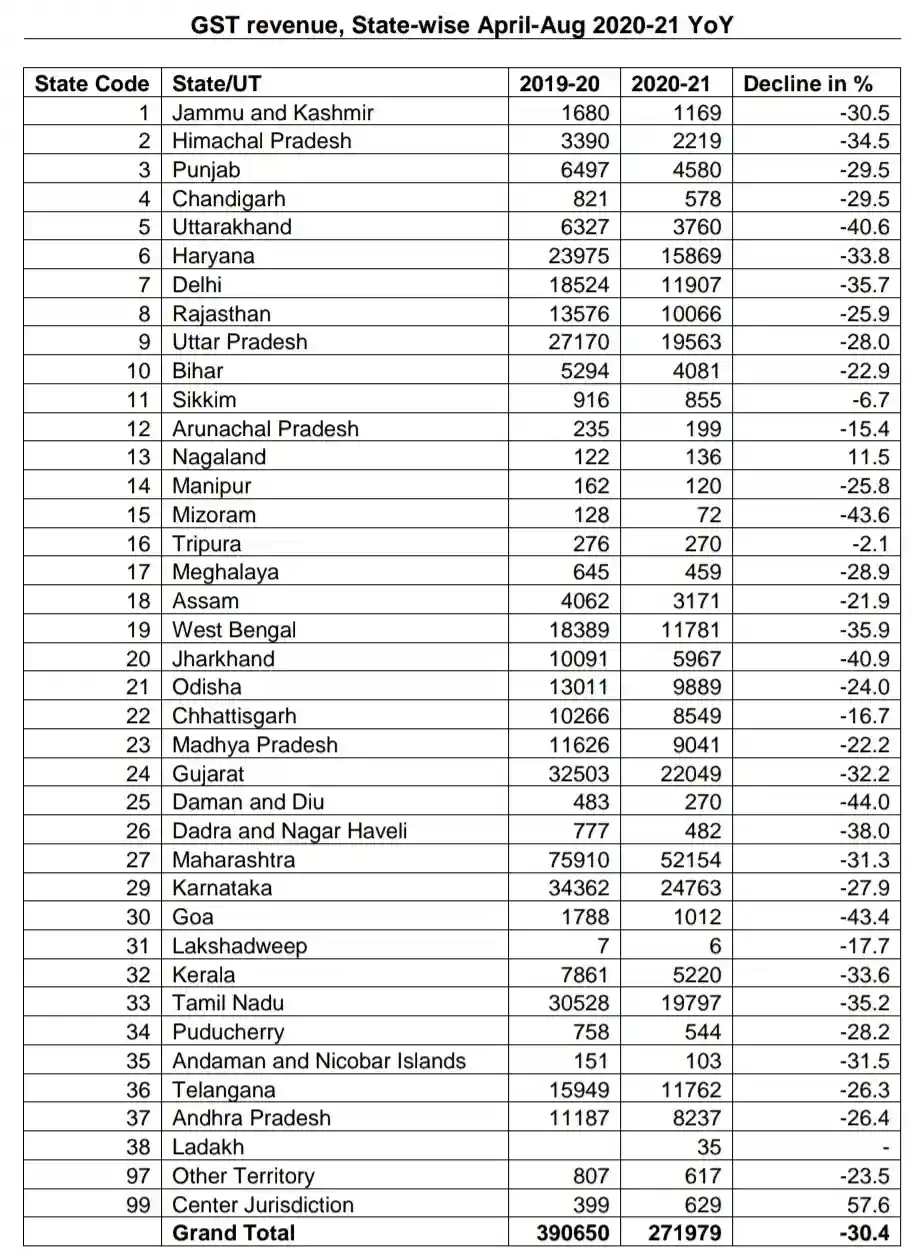 GST revenue, State-wise April-Aug 2020-21 YoY
State Code State/UT 2019-20 2020-21 Decline in %
1 Jammu and Kashmir 1680 1169 -30.5
2 Himachal Pradesh 3390 2219 -34.5
3 Punjab 6497 4580 -29.5
4 Chandigarh 821 578 -29.5
5 Uttarakhand 6327 3760 -40.6
6 Haryana 23975 15869 -33.8
7 Delhi 18524 11907 -35.7
8 Rajasthan 13576 10066 -25.9
9 Uttar Pradesh 27170 19563 -28.0
10 Bihar 5294 4081 -22.9
11 Sikkim 916 855 -6.7
12 Arunachal Pradesh 235 199 -15.4
13 Nagaland 122 136 11.5
14 Manipur 162 120 -25.8
15 Mizoram 128 72 -43.6
16 Tripura 276 270 -2.1
17 Meghalaya 645 459 -28.9
18 Assam 4062 3171 -21.9
19 West Bengal 18389 11781 -35.9
20 Jharkhand 10091 5967 -40.9
21 Odisha 13011 9889 -24.0
22 Chhattisgarh 10266 8549 -16.7
23 Madhya Pradesh 11626 9041 -22.2
24 Gujarat 32503 22049 -32.2
25 Daman and Diu 483 270 -44.0
26 Dadra and Nagar Haveli 777 482 -38.0
27 Maharashtra 75910 52154 -31.3
29 Karnataka 34362 24763 -27.9
30 Goa 1788 1012 -43.4
31 Lakshadweep 7 6 -17.7
32 Kerala 7861 5220 -33.6
33 Tamil Nadu 30528 19797 -35.2
34 Puducherry 758 544 -28.2
35 Andaman and Nicobar Islands 151 103 -31.5
36 Telangana 15949 11762 -26.3
37 Andhra Pradesh 11187 8237 -26.4
38 Ladakh 35 -
97 Other Territory 807 617 -23.5
99 Center Jurisdiction 399 629 57.6
Grand Total 390650 271979 -30.4